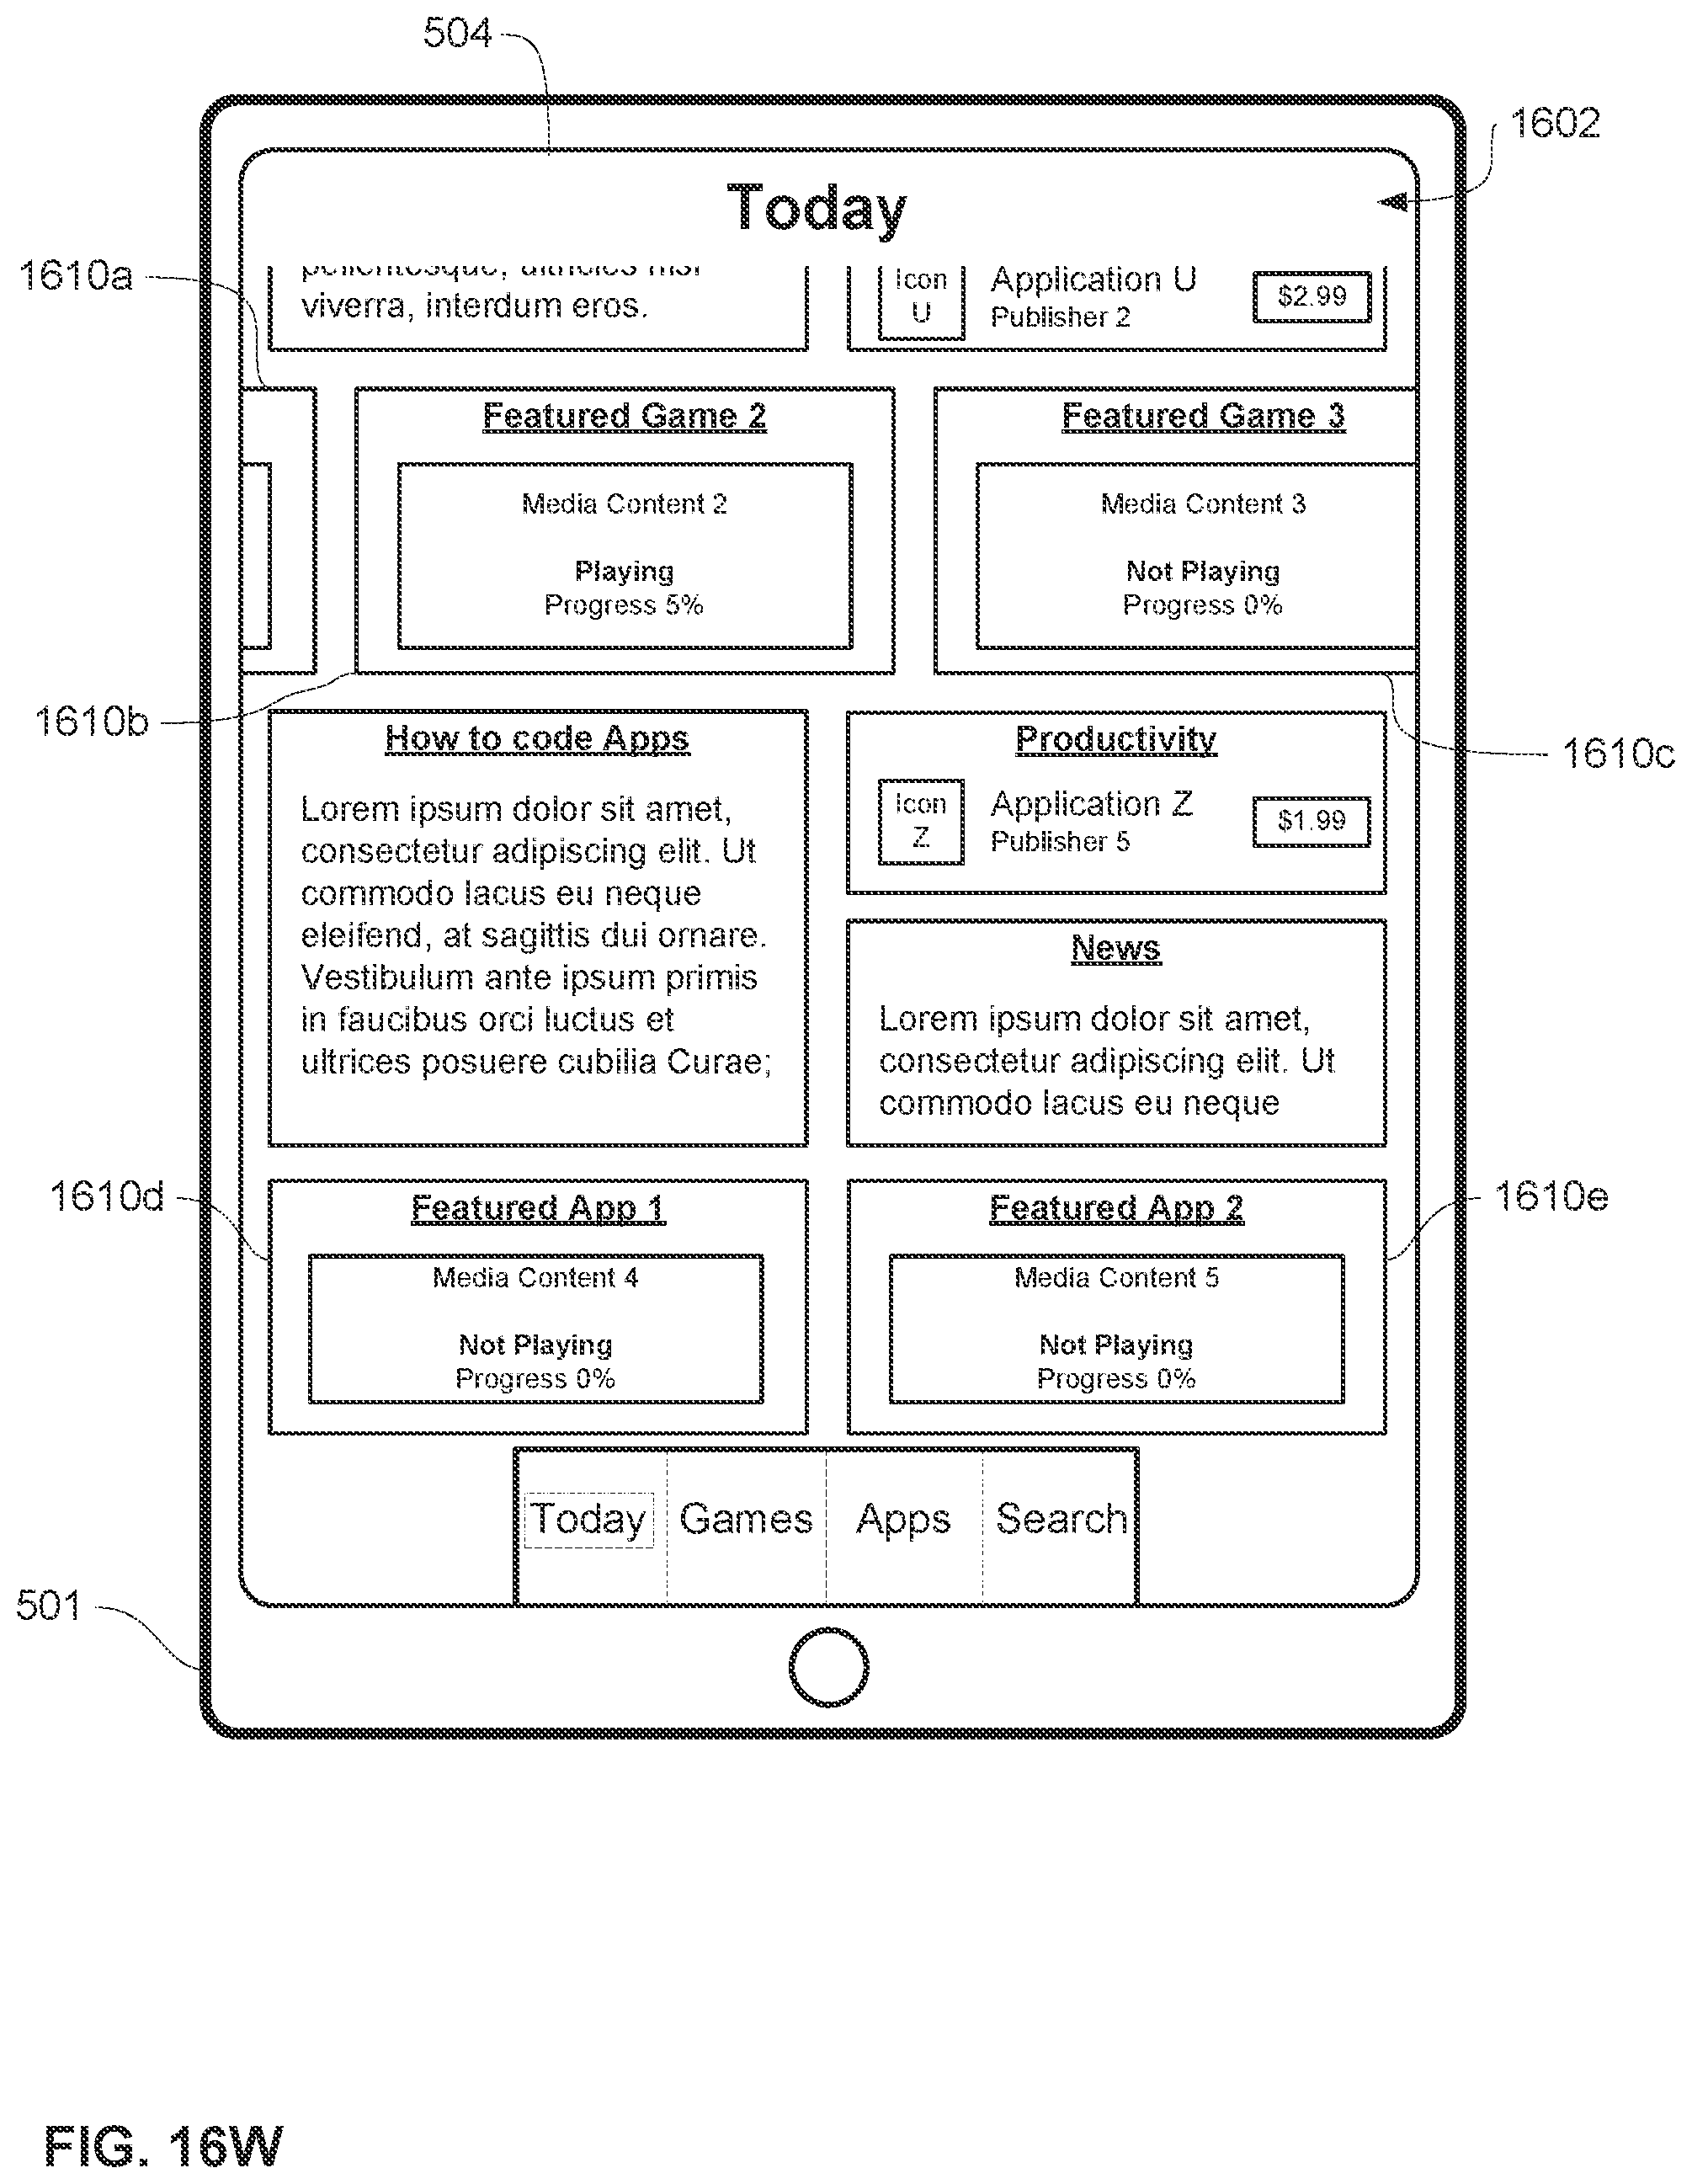 504
1602
Today
1610a
pellentesque, ultricies nisl
viverra, interdum eros.
Icon
U
Application U
Publisher 2
$2.99
Featured Game 2
Media Content 2
Playing
Progress 5%
Featured Game 3
Media Content 3
Not Playing
Progress 0%
1610b
1610c
How to code Apps
Lorem ipsum dolor sit amet,
consectetur adipiscing elit. Ut
commodo lacus eu neque
eleifend, at sagittis dui ornare.
Vestibulum ante ipsum primis
in faucibus orci luctus et
ultrices posuere cubilia Curae;
Productivity
Icon
Z
Application Z
Publisher 5
$1.99
News
Lorem ipsum dolor sit amet,
consectetur adipiscing elit. Ut
commodo lacus eu neque
1610d
Featured App 1
Media Content 4
Not Playing
Progress 0%
1610e
Featured App 2
Media Content 5
Not Playing
Progress 0%
Today Games Apps Search
501
FIG. 16W